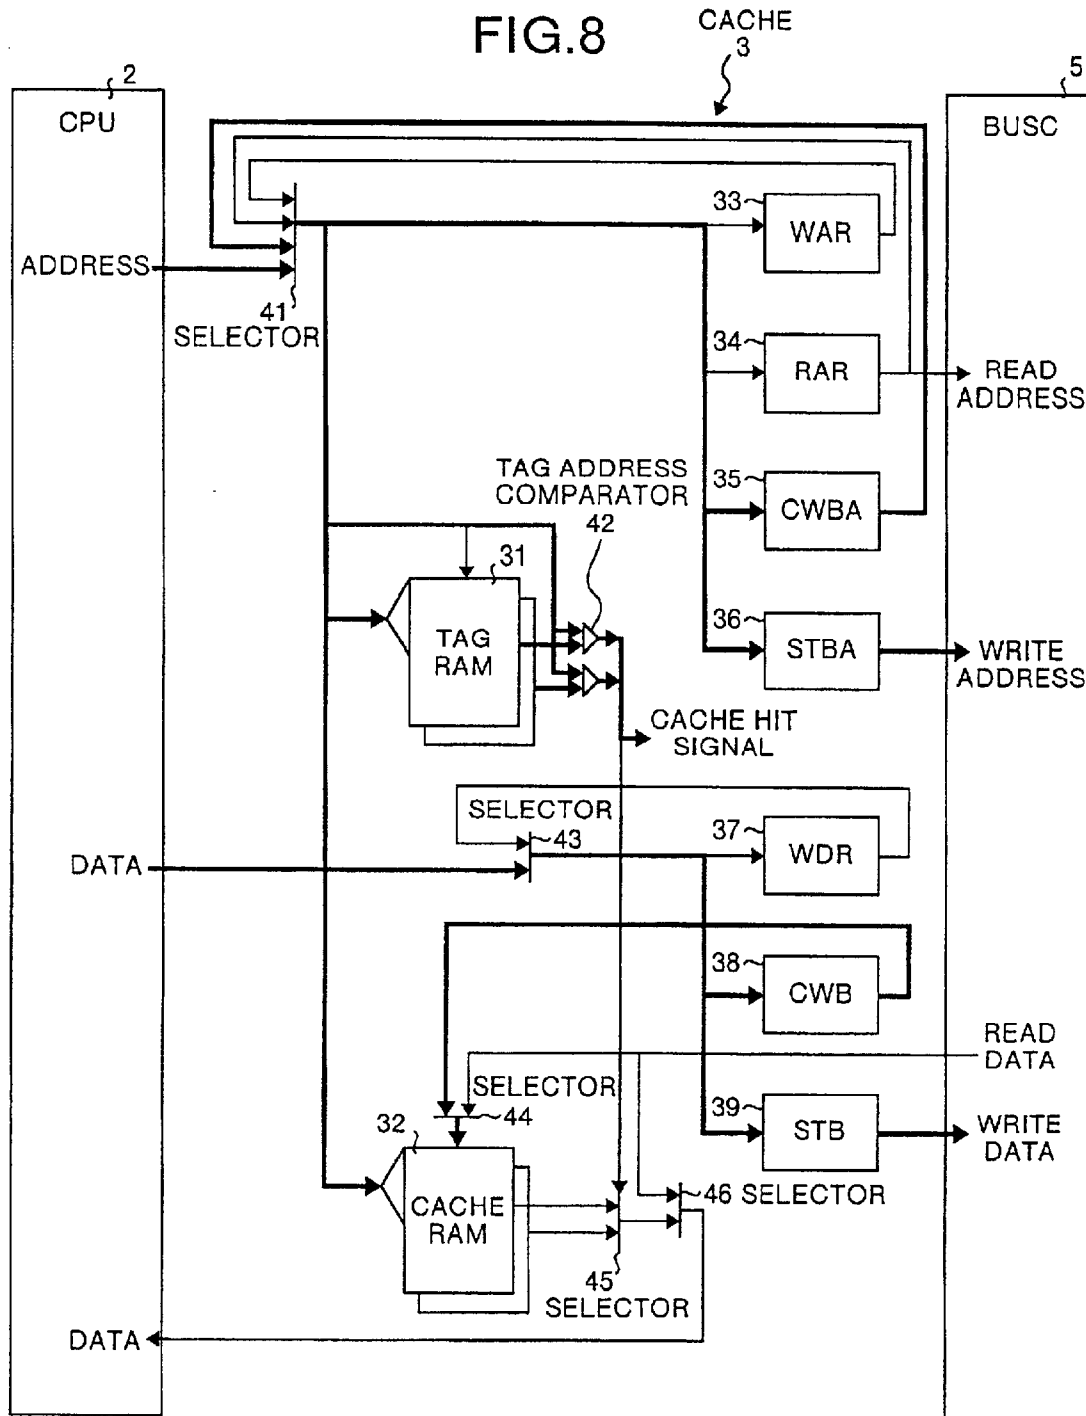 FIG.8
CACHE
3
2
5
CPU
BUSC
33
WAR
ADDRESS
41
SELECTOR
34
RAR
READ
ADDRESS
TAG ADDRESS
COMPARATOR
42
35
CWBA
31
TAG
RAM
36
STBA
WRITE
ADDRESS
CACHE HIT
SIGNAL
SELECTOR
43
37
WDR
DATA
38
CWB
READ
DATA
SELECTOR
44
32
CACHE
RAM
39
STB
WRITE
DATA
46 SELECTOR
45
SELECTOR
DATA